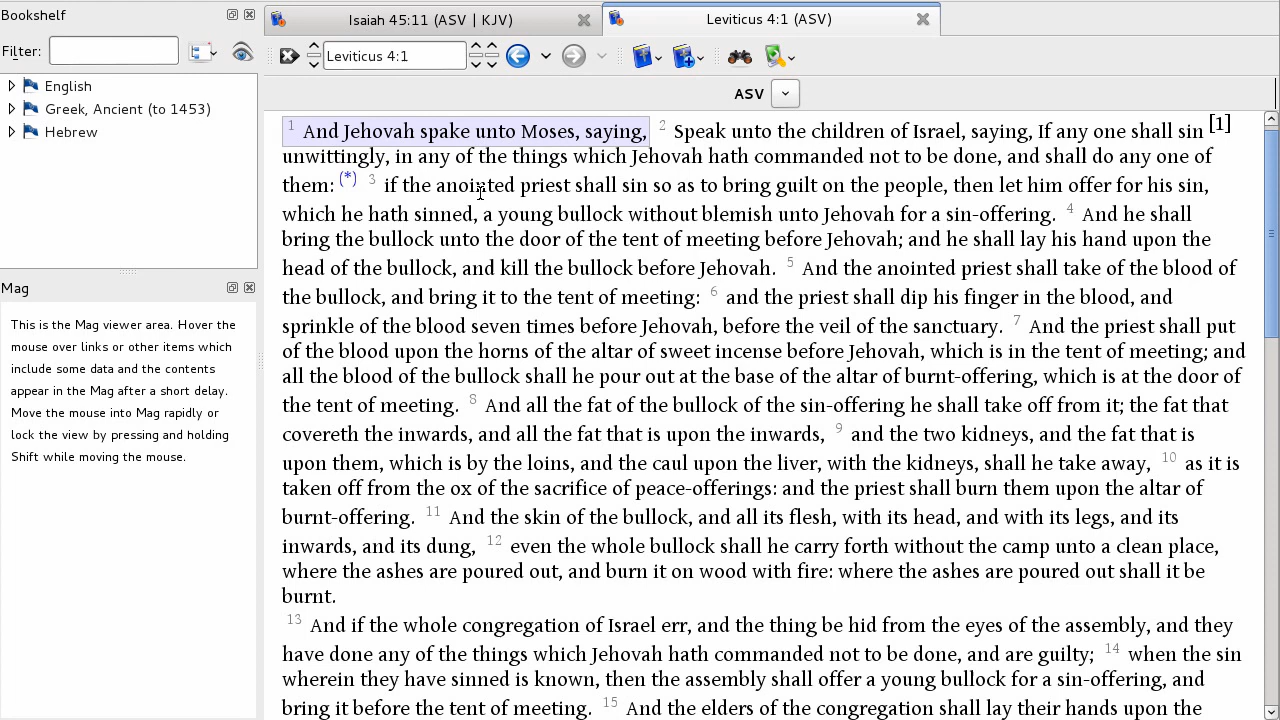 Bookshelf
Isaiah 45:11 (ASV | KJV)
Leviticus 4:1 (ASV)
Filter:
Leviticus 4:1
English
Greek, Ancient (to 1453)
Hebrew
ASV
1 And Jehovah spake unto Moses, saying, 2 Speak unto the children of Israel, saying, If any one shall sin [1]
unwittingly, in any of the things which Jehovah hath commanded not to be done, and shall do any one of
them: (*) 3 if the anointed priest shall sin so as to bring guilt on the people, then let him offer for his sin,
which he hath sinned, a young bullock without blemish unto Jehovah for a sin-offering. 4 And he shall
bring the bullock unto the door of the tent of meeting before Jehovah; and he shall lay his hand upon the
head of the bullock, and kill the bullock before Jehovah. 5 And the anointed priest shall take of the blood of
the bullock, and bring it to the tent of meeting: 6 and the priest shall dip his finger in the blood, and
sprinkle of the blood seven times before Jehovah, before the veil of the sanctuary. 7 And the priest shall put
of the blood upon the horns of the altar of sweet incense before Jehovah, which is in the tent of meeting; and
all the blood of the bullock shall he pour out at the base of the altar of burnt-offering, which is at the door of
the tent of meeting. 8 And all the fat of the bullock of the sin-offering he shall take off from it; the fat that
covereth the inwards, and all the fat that is upon the inwards, 9 and the two kidneys, and the fat that is
upon them, which is by the loins, and the caul upon the liver, with the kidneys, shall he take away, 10 as it is
taken off from the ox of the sacrifice of peace-offerings: and the priest shall burn them upon the altar of
burnt-offering. 11 And the skin of the bullock, and all its flesh, with its head, and with its legs, and its
inwards, and its dung, 12 even the whole bullock shall he carry forth without the camp unto a clean place,
where the ashes are poured out, and burn it on wood with fire: where the ashes are poured out shall it be
burnt.
13 And if the whole congregation of Israel err, and the thing be hid from the eyes of the assembly, and they
have done any of the things which Jehovah hath commanded not to be done, and are guilty; 14 when the sin
wherein they have sinned is known, then the assembly shall offer a young bullock for a sin-offering, and
bring it before the tent of meeting. 15 And the elders of the congregation shall lay their hands upon the
Mag
This is the Mag viewer area. Hover the
mouse over links or other items which
include some data and the contents
appear in the Mag after a short delay.
Move the mouse into Mag rapidly or
lock the view by pressing and holding
Shift while moving the mouse.